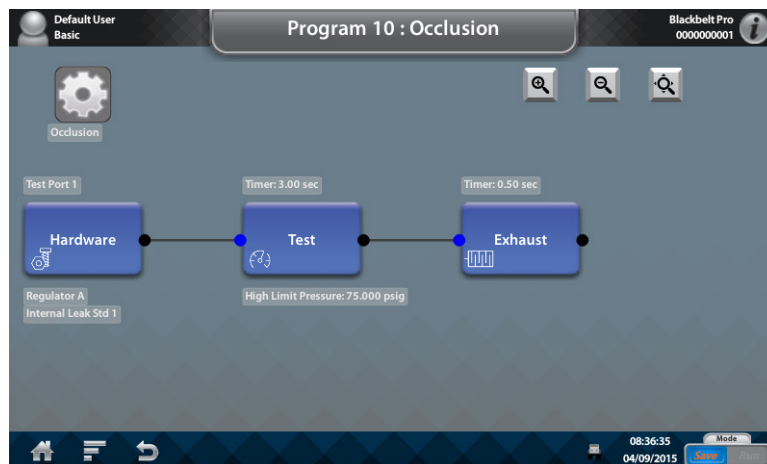 Default User
Basic
Program 10 : Occlusion
Blackbelt Pro
0000000001
i
Occlusion
Test Port 1
Timer: 3.00 sec
Timer: 0.50 sec
Hardware
Test
Exhaust
Regulator A
Internal Leak Std 1
High Limit Pressure: 75.000 psig
08:36:35
04/09/2015
Mode
Save
Run